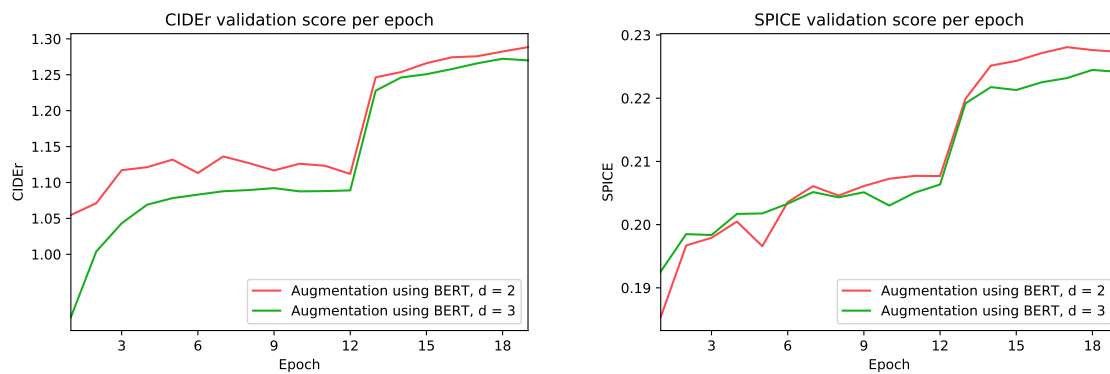 CIDEr validation score per epoch
1.30
1.25
1.20
1.15
1.10
1.05
1.00
CIDEr
3 6 9 12 15 18
Epoch
Augmentation using BERT, d = 2
Augmentation using BERT, d = 3
SPICE validation score per epoch
0.23
0.22
0.21
0.20
0.19
SPICE
3 6 9 12 15 18
Epoch
Augmentation using BERT, d = 2
Augmentation using BERT, d = 3